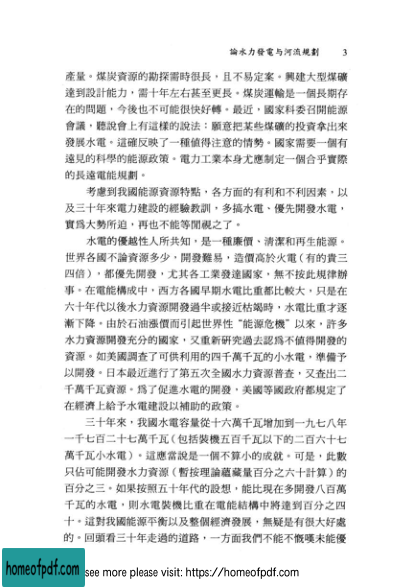 論水力發電与河流規劃 3
產量。煤炭資源的勘探需時很長，且不易定案。興建大型煤礦
達到設計能力，需十年左右甚至更長。煤炭運輸是一個長期存
在的問題，今後也不可能很快好轉。最近，國家科委召開能源
會議，聽說會上有這樣的說法：願意把某些煤礦的投資拿出來
發展水電。這確反映了一種値得注意的情勢。國家需要一個有
遠見的科學的能源政策。電力工業本身尤應制定一個合乎實際
的長遠電能規劃。
考慮到我國能源資源特點，各方面的有利和不利因素，以
及三十年來電力建設的經驗教訓，多搞水電、優先開發水電，
實爲大勢所迫，再也不能等閒視之了。
水電的優越性人所共知，是一種廉價、清潔和再生能源。
世界各國不論資源多少，開發難易，造價高於火電（有的貴三
四倍），都優先開發，尤其各工業發達國家，無不按此規律辦
事。在電能構成中，西方各國早期水電比重都比較大，只是在
六十年代以後水力資源開發過半或接近枯竭時，水電比重才逐
漸下降。由於石油漲價而引起世界性“能源危機”以來，許多
水力資源開發充分的國家，又重新研究過去認爲不値得開發的
資源。如美國調查了可供利用的四千萬千瓦的小水電，準備予
以開發。日本最近進行了第五次全國水力資源普查，又查出二
千萬千瓦資源。爲了促進水電的開發，美國等國政府都規定了
在經濟上給予水電建設以補助的政策。
三十年來，我國水電容量從十六萬千瓦增加到一九七八年
一千七百二十七萬千瓦（包括裝機五百千瓦以下的二百六十七
萬千瓦小水電）。這應當說是一個不算小的成就。可是，此數
只佔可能開發水力資源（暫按理論蘊藏量百分之六十計算）的
百分之三。如果按照五十年代的設想，能比現在多開發八百萬
千瓦的水電，則水電裝機比重在電能結構中將達到百分之四
十。這對我國能源平衡以及整個經濟發展，無疑是有很大好處
的。回頭看三十年走過的道路，一方面我們不能不慨嘆未能優
homeofpdf.com
see more please visit: https://homeofpdf.com